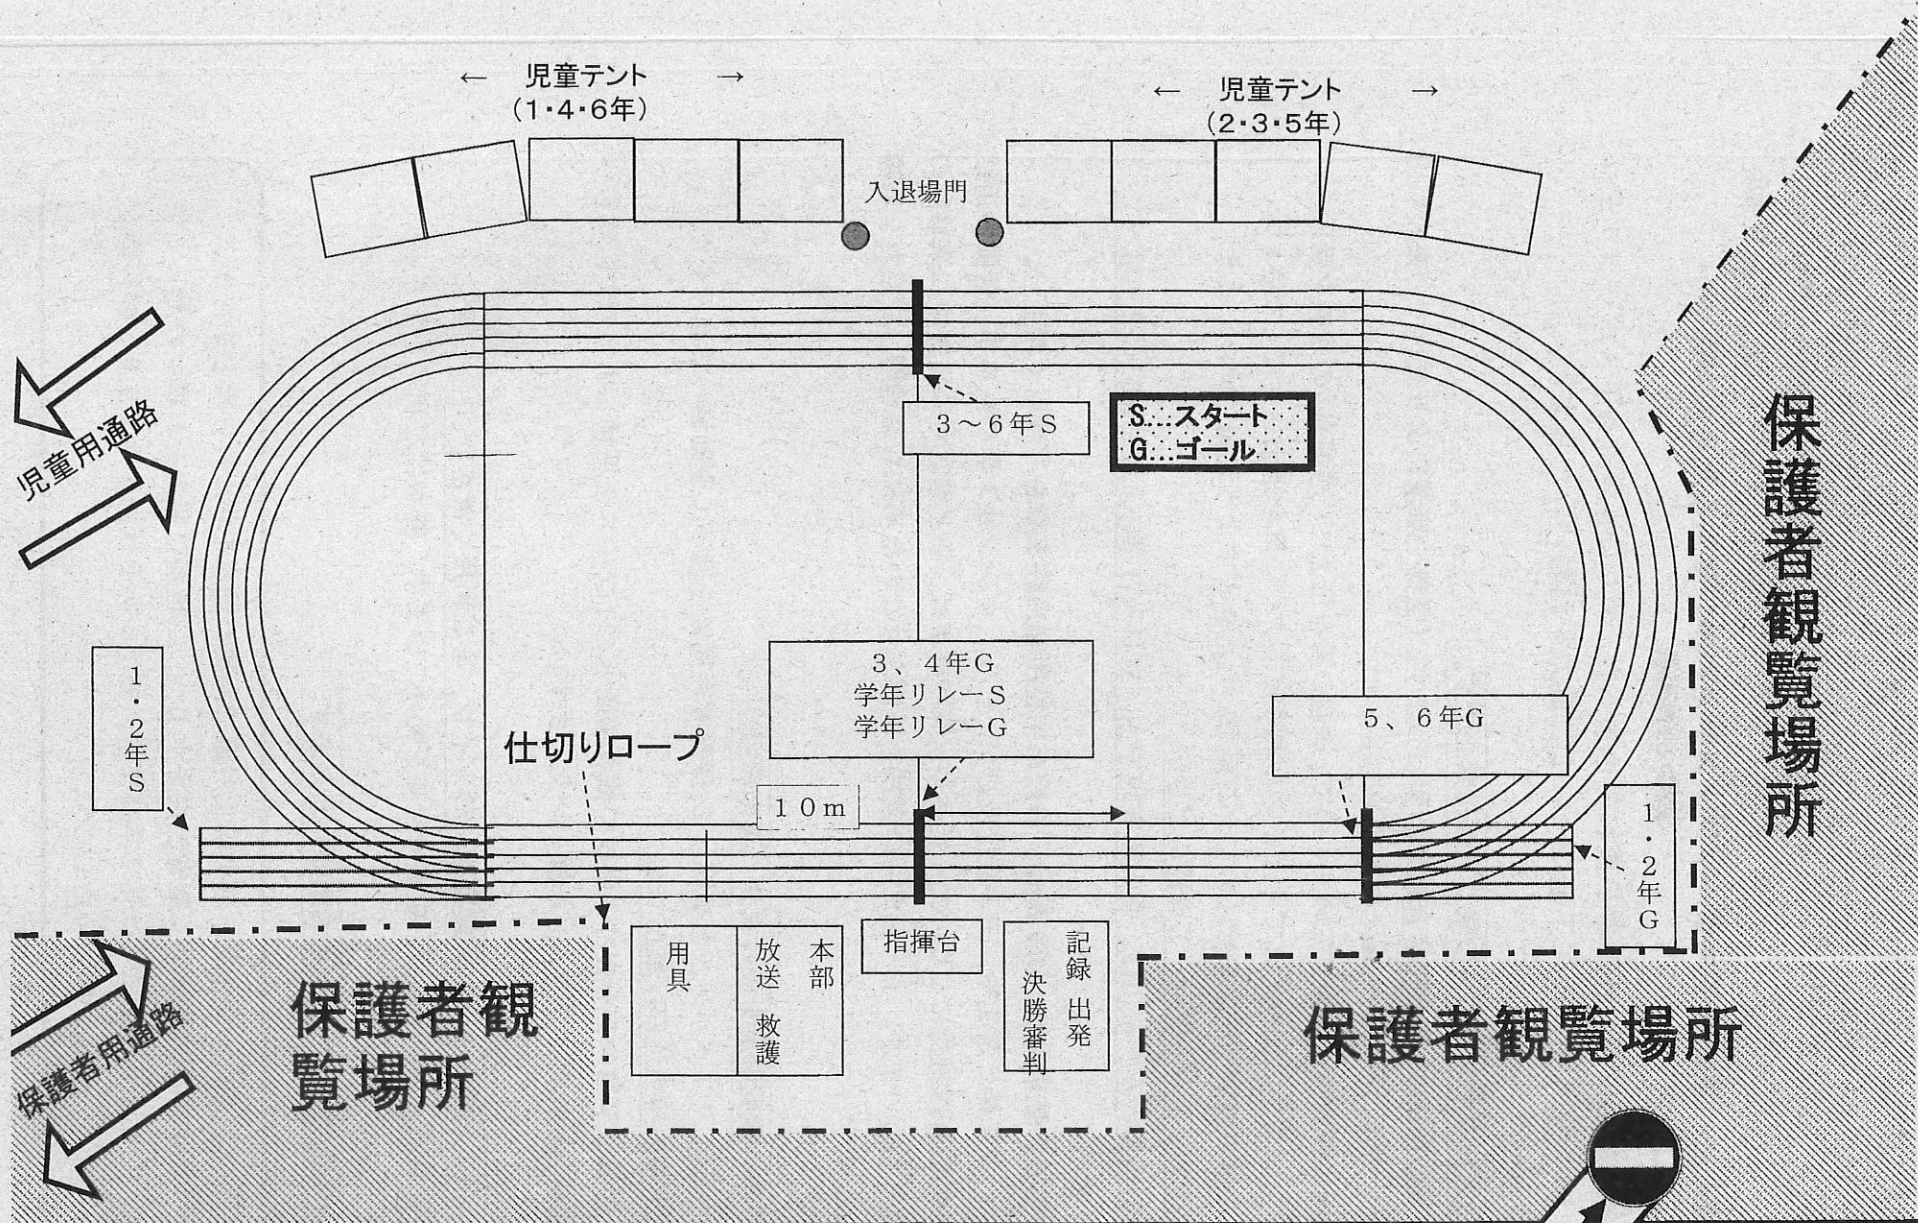 ← 児童テント →
(1・4・6年)
← 児童テント →
(2・3・5年)
入退場門
児童用通路
3～6年S
S...スタート
G...ゴール
保護者観覧場所
1・2年S
3、4年G
学年リレーS
学年リレーG
5、6年G
仕切りロープ
10m
1・2年G
用具
本部
放送 救護
指揮台
記録 出発
決勝審判
保護者用通路
保護者観
覧場所
保護者観覧場所